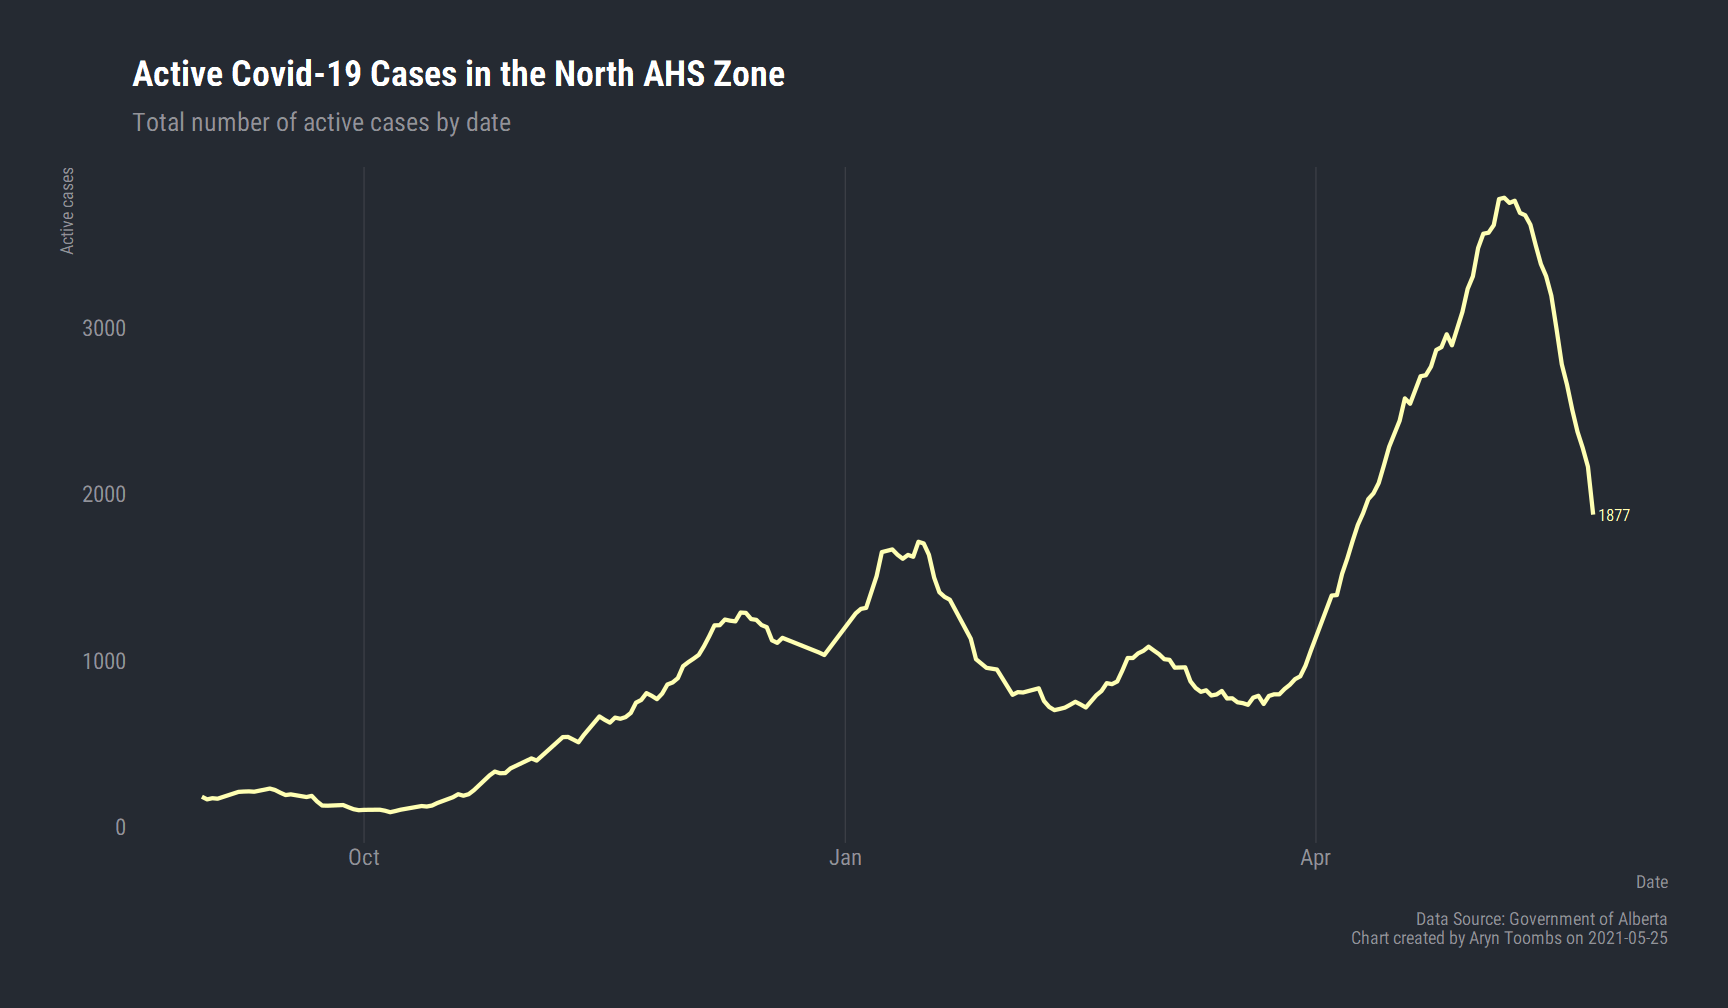 Active Covid-19 Cases in the North AHS Zone
Total number of active cases by date
Active cases
3000
2000
1000
0
1877
Oct
Jan
Apr
Date
Data Source: Government of Alberta
Chart created by Aryn Toombs on 2021-05-25